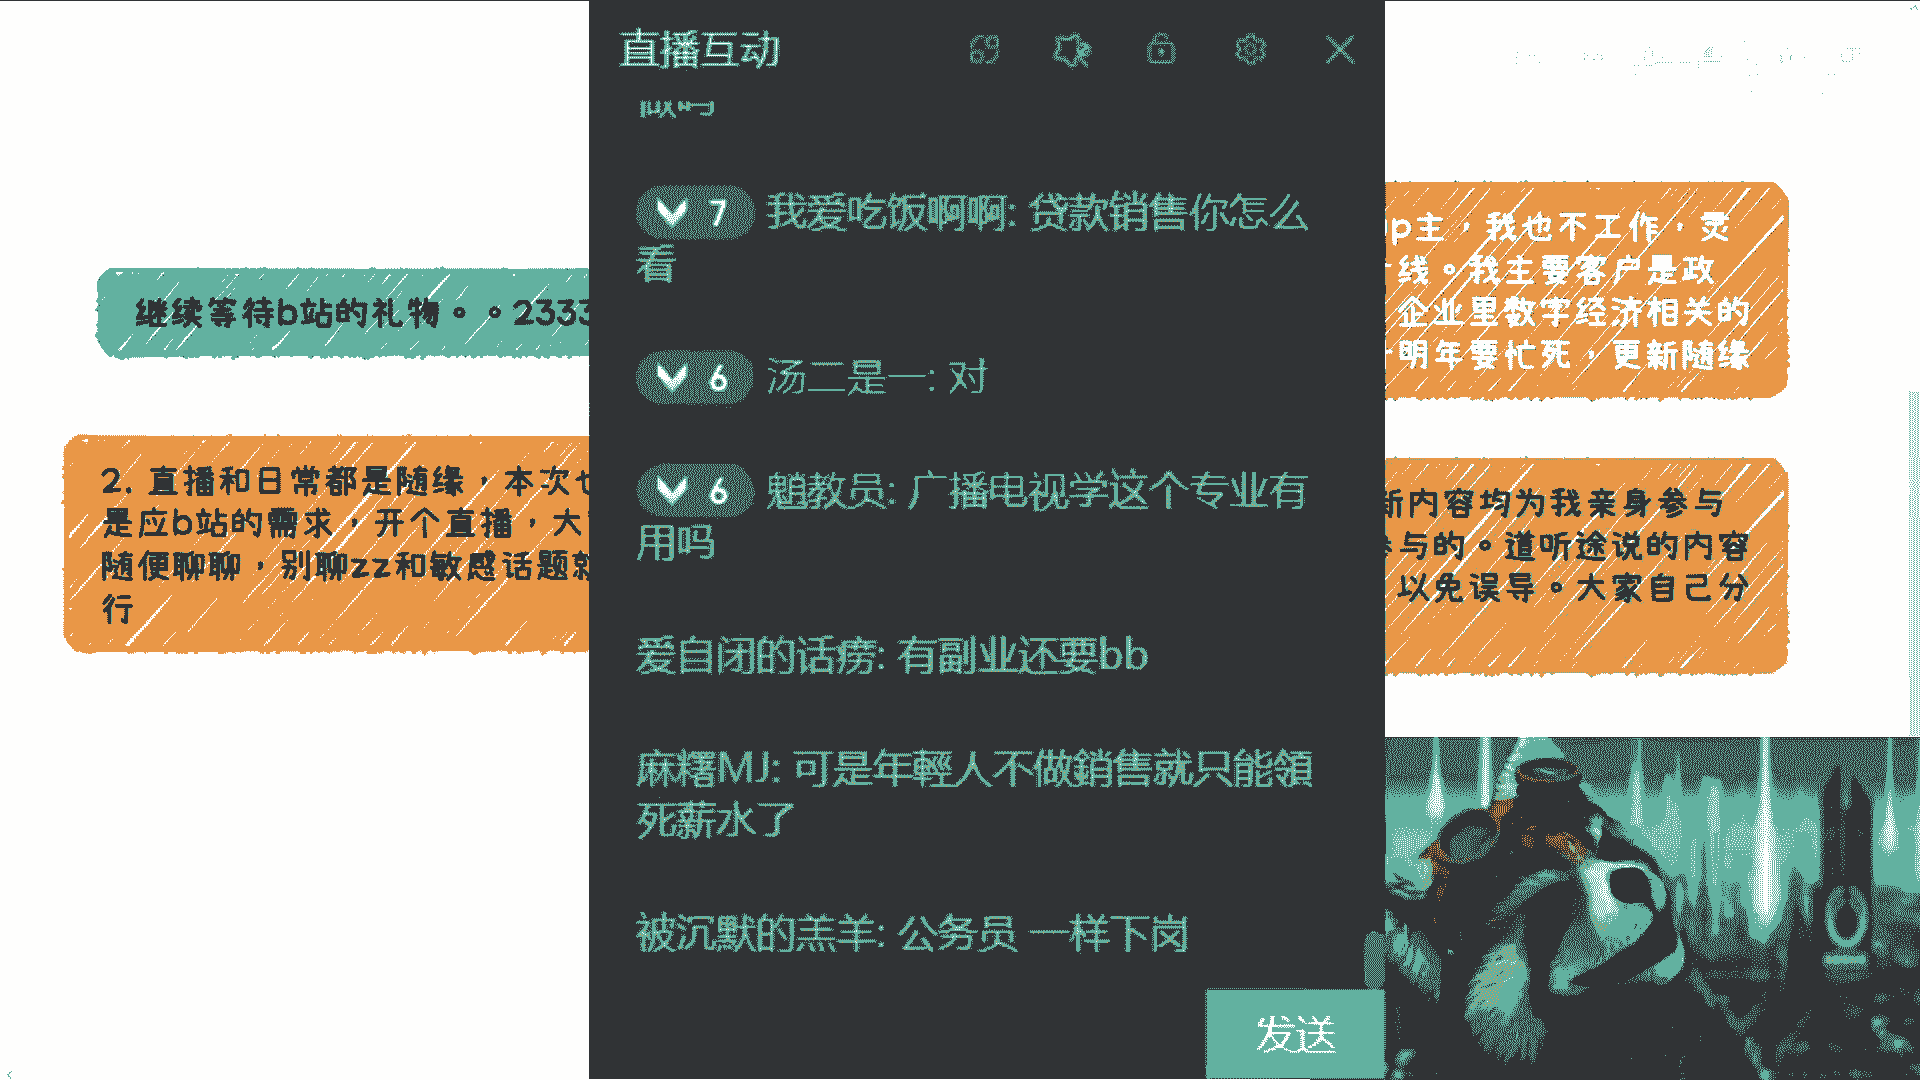 直播互动
7 我爱吃饭啊啊: 贷款销售你怎么
看
6 汤二是一: 对
6 魈教员: 广播电视学这个专业有
用吗
爱自闭的话痨: 有副业还要bb
麻糬MJ: 可是年輕人不做銷售就只能領
死薪水了
被沉默的羔羊: 公务员 一样下岗
发送
继续等待b站的礼物。。2333
2. 直播和日常都是随缘，本次也
是应b站的需求，开个直播，大
随便聊聊，别聊zz和敏感话题就
行
up主，我也不工作，灵
线。我主要客户是政
企业里数字经济相关的
明年要忙死，更新随缘
新内容均为我亲身参与
参与的。道听途说的内容
以免误导。大家自己分